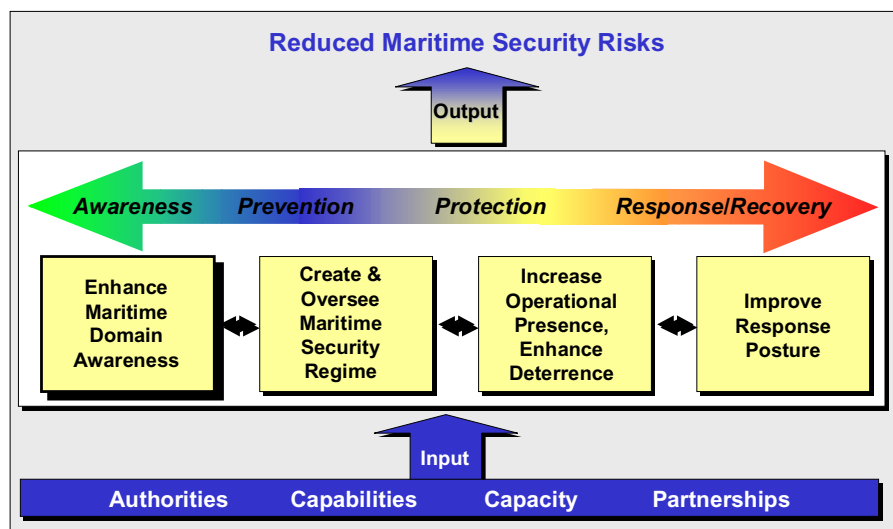 Reduced Maritime Security Risks
Output
Awareness Prevention Protection Response/Recovery
Enhance
Maritime
Domain
Awareness
Create &
Oversee
Maritime
Security
Regime
Increase
Operational
Presence,
Enhance
Deterrence
Improve
Response
Posture
Input
Authorities Capabilities Capacity Partnerships